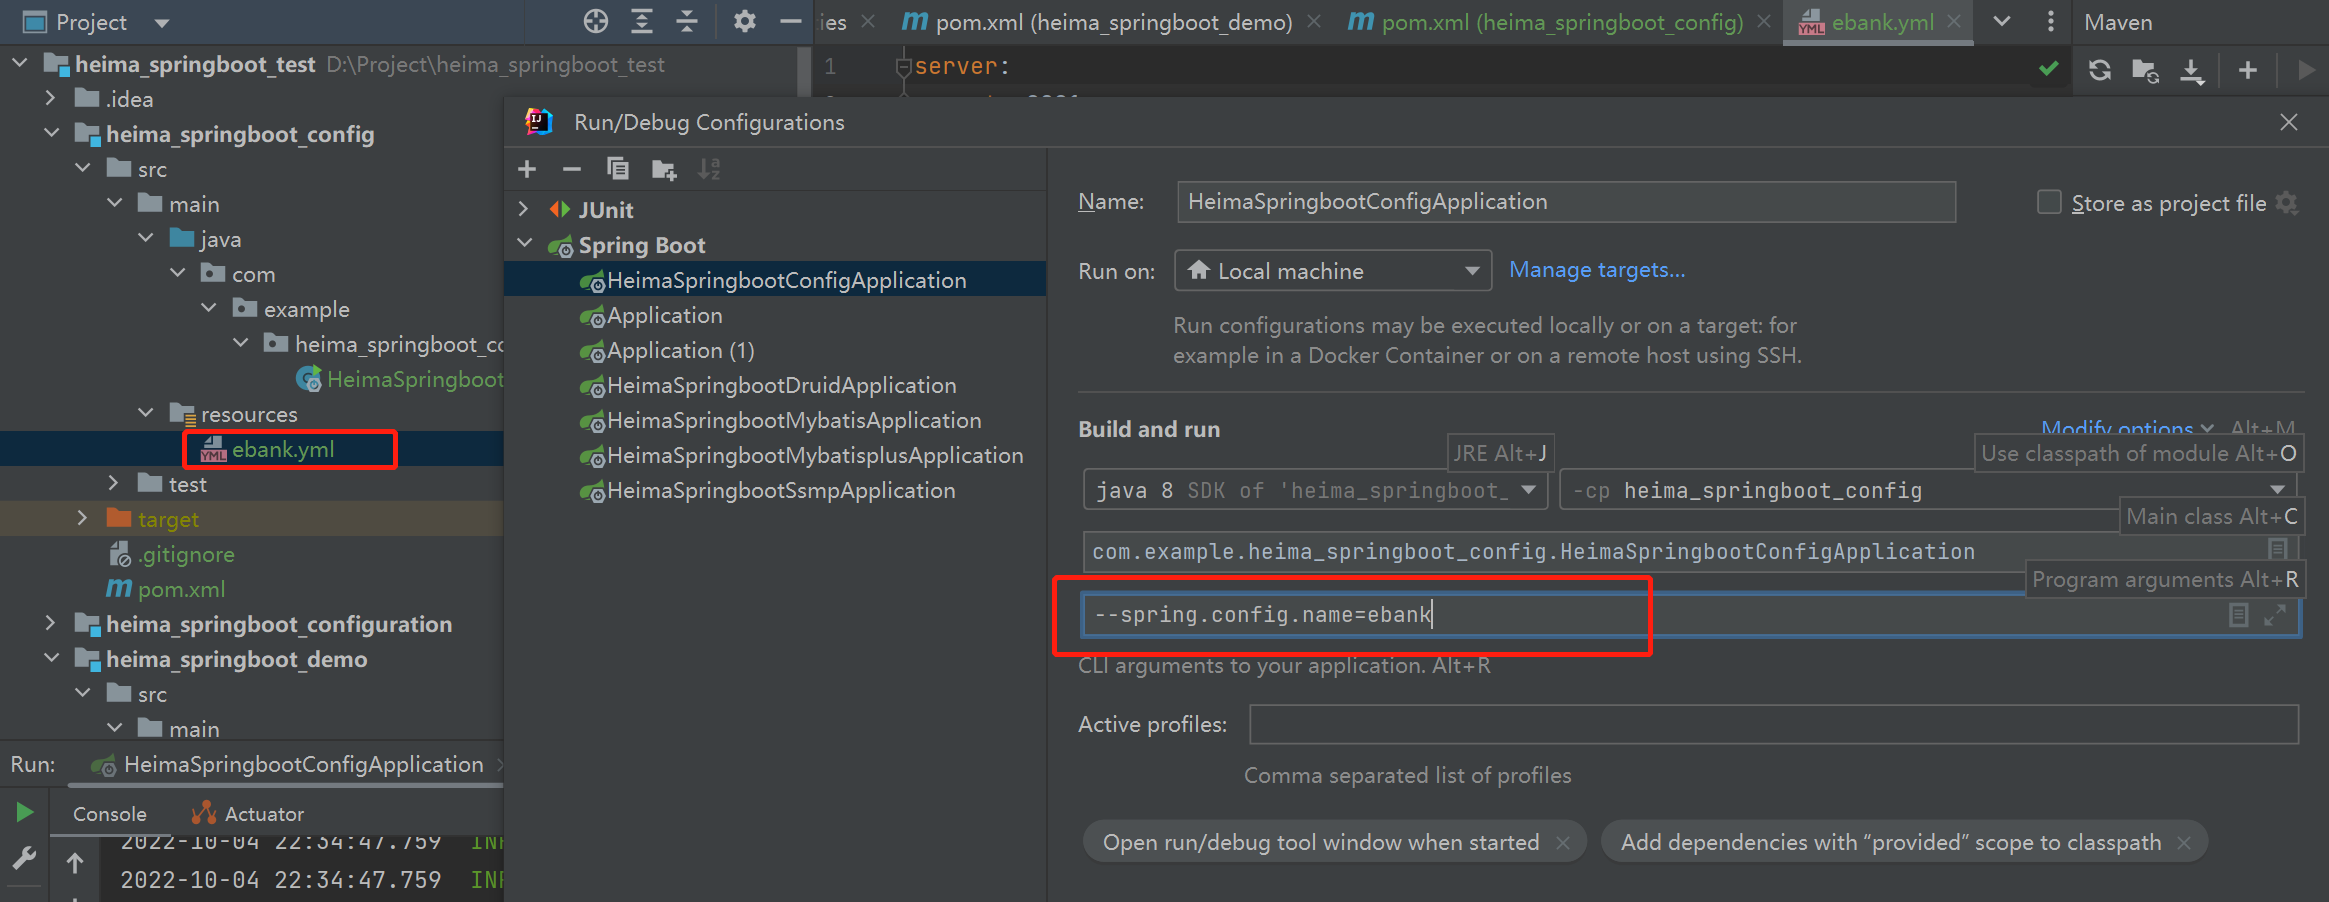 Project
ies
pom.xml (heima_springboot_demo)
pom.xml (heima_springboot_config)
ebank.yml
Maven
heima_springboot_test D:\Project\heima_springboot_test
1 server:
.idea
heima_springboot_config
src
main
java
com
example
heima_springboot_co
HeimaSpringboot
resources
YML ebank.yml
test
target
.gitignore
pom.xml
heima_springboot_configuration
heima_springboot_demo
src
main
Run: HeimaSpringbootConfigApplication
Console Actuator
2022-10-04 22:34:47.759 INF
2022-10-04 22:34:47.759 INF
Run/Debug Configurations
JUnit
Spring Boot
HeimaSpringbootConfigApplication
Application
Application (1)
HeimaSpringbootDruidApplication
HeimaSpringbootMybatisApplication
HeimaSpringbootMybatisplusApplication
HeimaSpringbootSsmpApplication
Name: HeimaSpringbootConfigApplication
Store as project file
Run on: Local machine Manage targets...
Run configurations may be executed locally or on a target: for
example in a Docker Container or on a remote host using SSH.
Build and run
Modify options Alt+M
JRE Alt+J
Use classpath of module Alt+O
java 8 SDK of 'heima_springboot_
-cp heima_springboot_config
Main class Alt+C
com.example.heima_springboot_config.HeimaSpringbootConfigApplication
Program arguments Alt+R
--spring.config.name=ebank
CLI arguments to your application. Alt+R
Active profiles:
Comma separated list of profiles
Open run/debug tool window when started
Add dependencies with “provided” scope to classpath